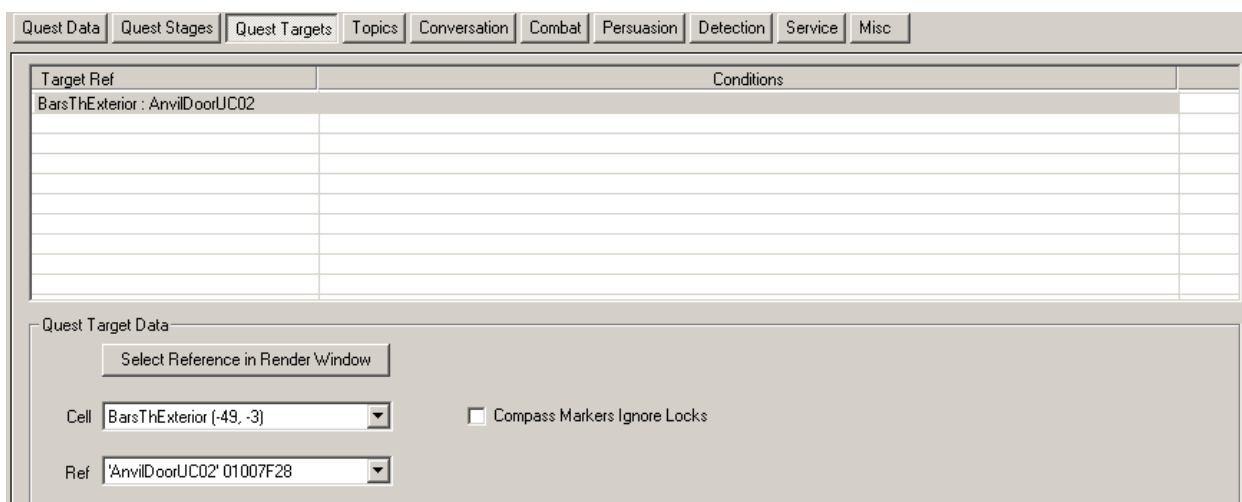 Quest Data Quest Stages Quest Targets Topics Conversation Combat Persuasion Detection Service Misc
Target Ref Conditions
BarsThExterior : AnvilDoorUC02
Quest Target Data
Select Reference in Render Window
Cell BarsThExterior (-49, -3) Compass Markers Ignore Locks
Ref 'AnvilDoorUC02' 01007F28